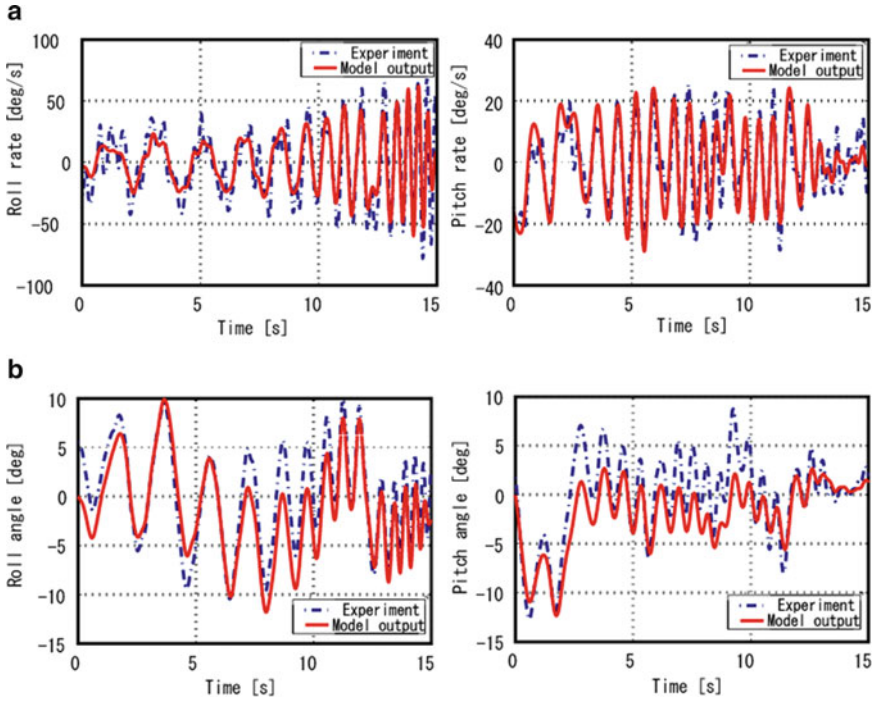 a
100
50
0
-50
-100
Roll rate [deg/s]
Experiment
Model output
0
5
10
15
Time [s]
40
20
0
-20
-40
Pitch rate [deg/s]
Experiment
Model output
0
5
10
15
Time [s]
b
10
5
0
-5
-10
-15
Roll angle [deg]
Experiment
Model output
0
5
10
15
Time [s]
10
5
0
-5
-10
-15
Pitch angle [deg]
Experiment
Model output
0
5
10
15
Time [s]